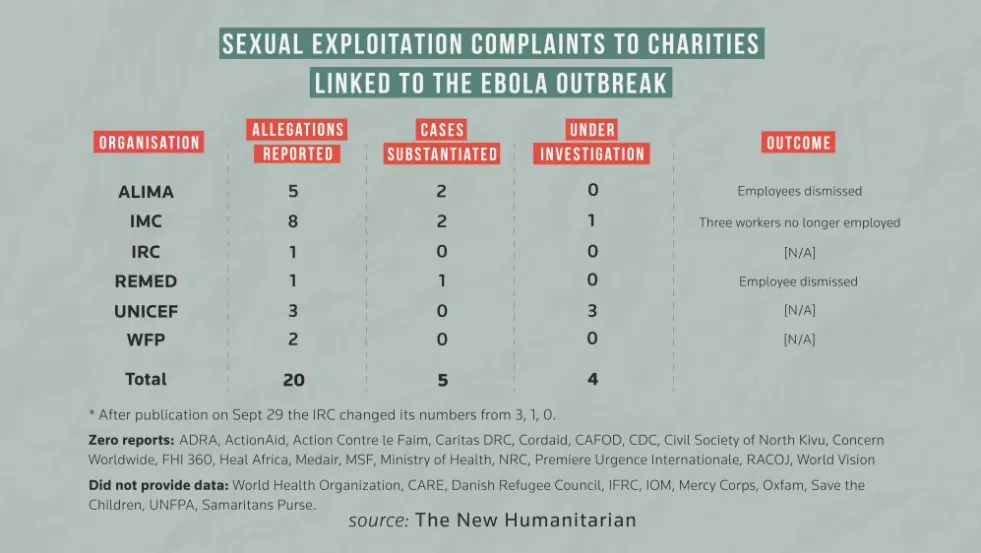 SEXUAL EXPLOITATION COMPLAINTS TO CHARITIES
LINKED TO THE EBOLA OUTBREAK
ORGANISATION ALLEGATIONS REPORTED CASES SUBSTANTIATED UNDER INVESTIGATION OUTCOME
ALIMA 5 2 0 Employees dismissed
IMC 8 2 1 Three workers no longer employed
IRC 1 0 0 [N/A]
REMED 1 1 0 Employee dismissed
UNICEF 3 0 3 [N/A]
WFP 2 0 0 [N/A]
Total 20 5 4
* After publication on Sept 29 the IRC changed its numbers from 3, 1, 0.
Zero reports: ADRA, ActionAid, Action Contre le Faim, Caritas DRC, Cordaid, CAFOD, CDC, Civil Society of North Kivu, Concern
Worldwide, FHI 360, Heal Africa, Medair, MSF, Ministry of Health, NRC, Premiere Urgence Internationale, RACOJ, World Vision
Did not provide data: World Health Organization, CARE, Danish Refugee Council, IFRC, IOM, Mercy Corps, Oxfam, Save the
Children, UNFPA, Samaritans Purse.
source: The New Humanitarian